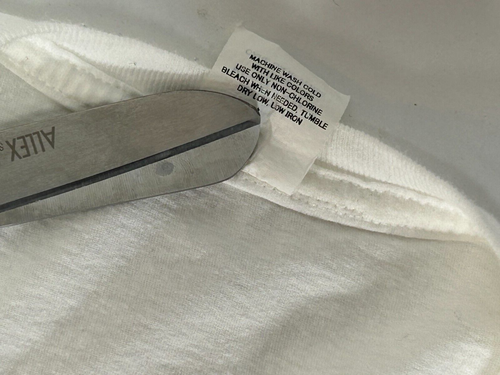 MACHINE WASH COLD
WITH LIKE COLORS
USE ONLY NON-CHLORINE
BLEACH WHEN NEEDED, TUMBLE
DRY LOW, LOW IRON
ALLEX